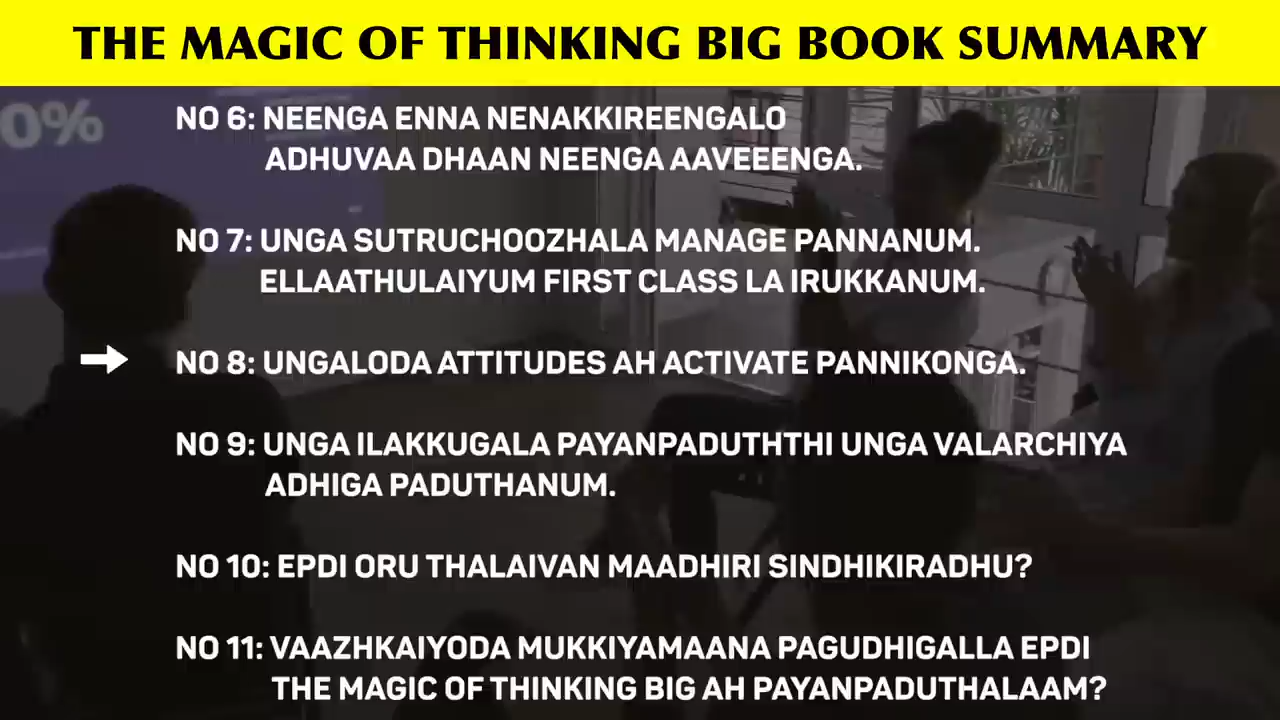 THE MAGIC OF THINKING BIG BOOK SUMMARY
0%
NO 6: NEENGA ENNA NENAKKIREENGALO
ADHUVAA DHAAN NEENGA AAVEEENGA.
NO 7: UNGA SUTRUCHOOZHALA MANAGE PANNANUM.
ELLAATHULAIYUM FIRST CLASS LA IRUKKANUM.
NO 8: UNGALODA ATTITUDES AH ACTIVATE PANNIKONGA.
NO 9: UNGA ILAKKUGALA PAYANPADUTHTHI UNGA VALARCHIYA
ADHIGA PADUTHANUM.
NO 10: EPDI ORU THALAIVAN MAADHIRI SINDHIKIRADHU?
NO 11: VAAZHKAIYODA MUKKIYAMAANA PAGUDHIGALLA EPDI
THE MAGIC OF THINKING BIG AH PAYANPADUTHALAAM?